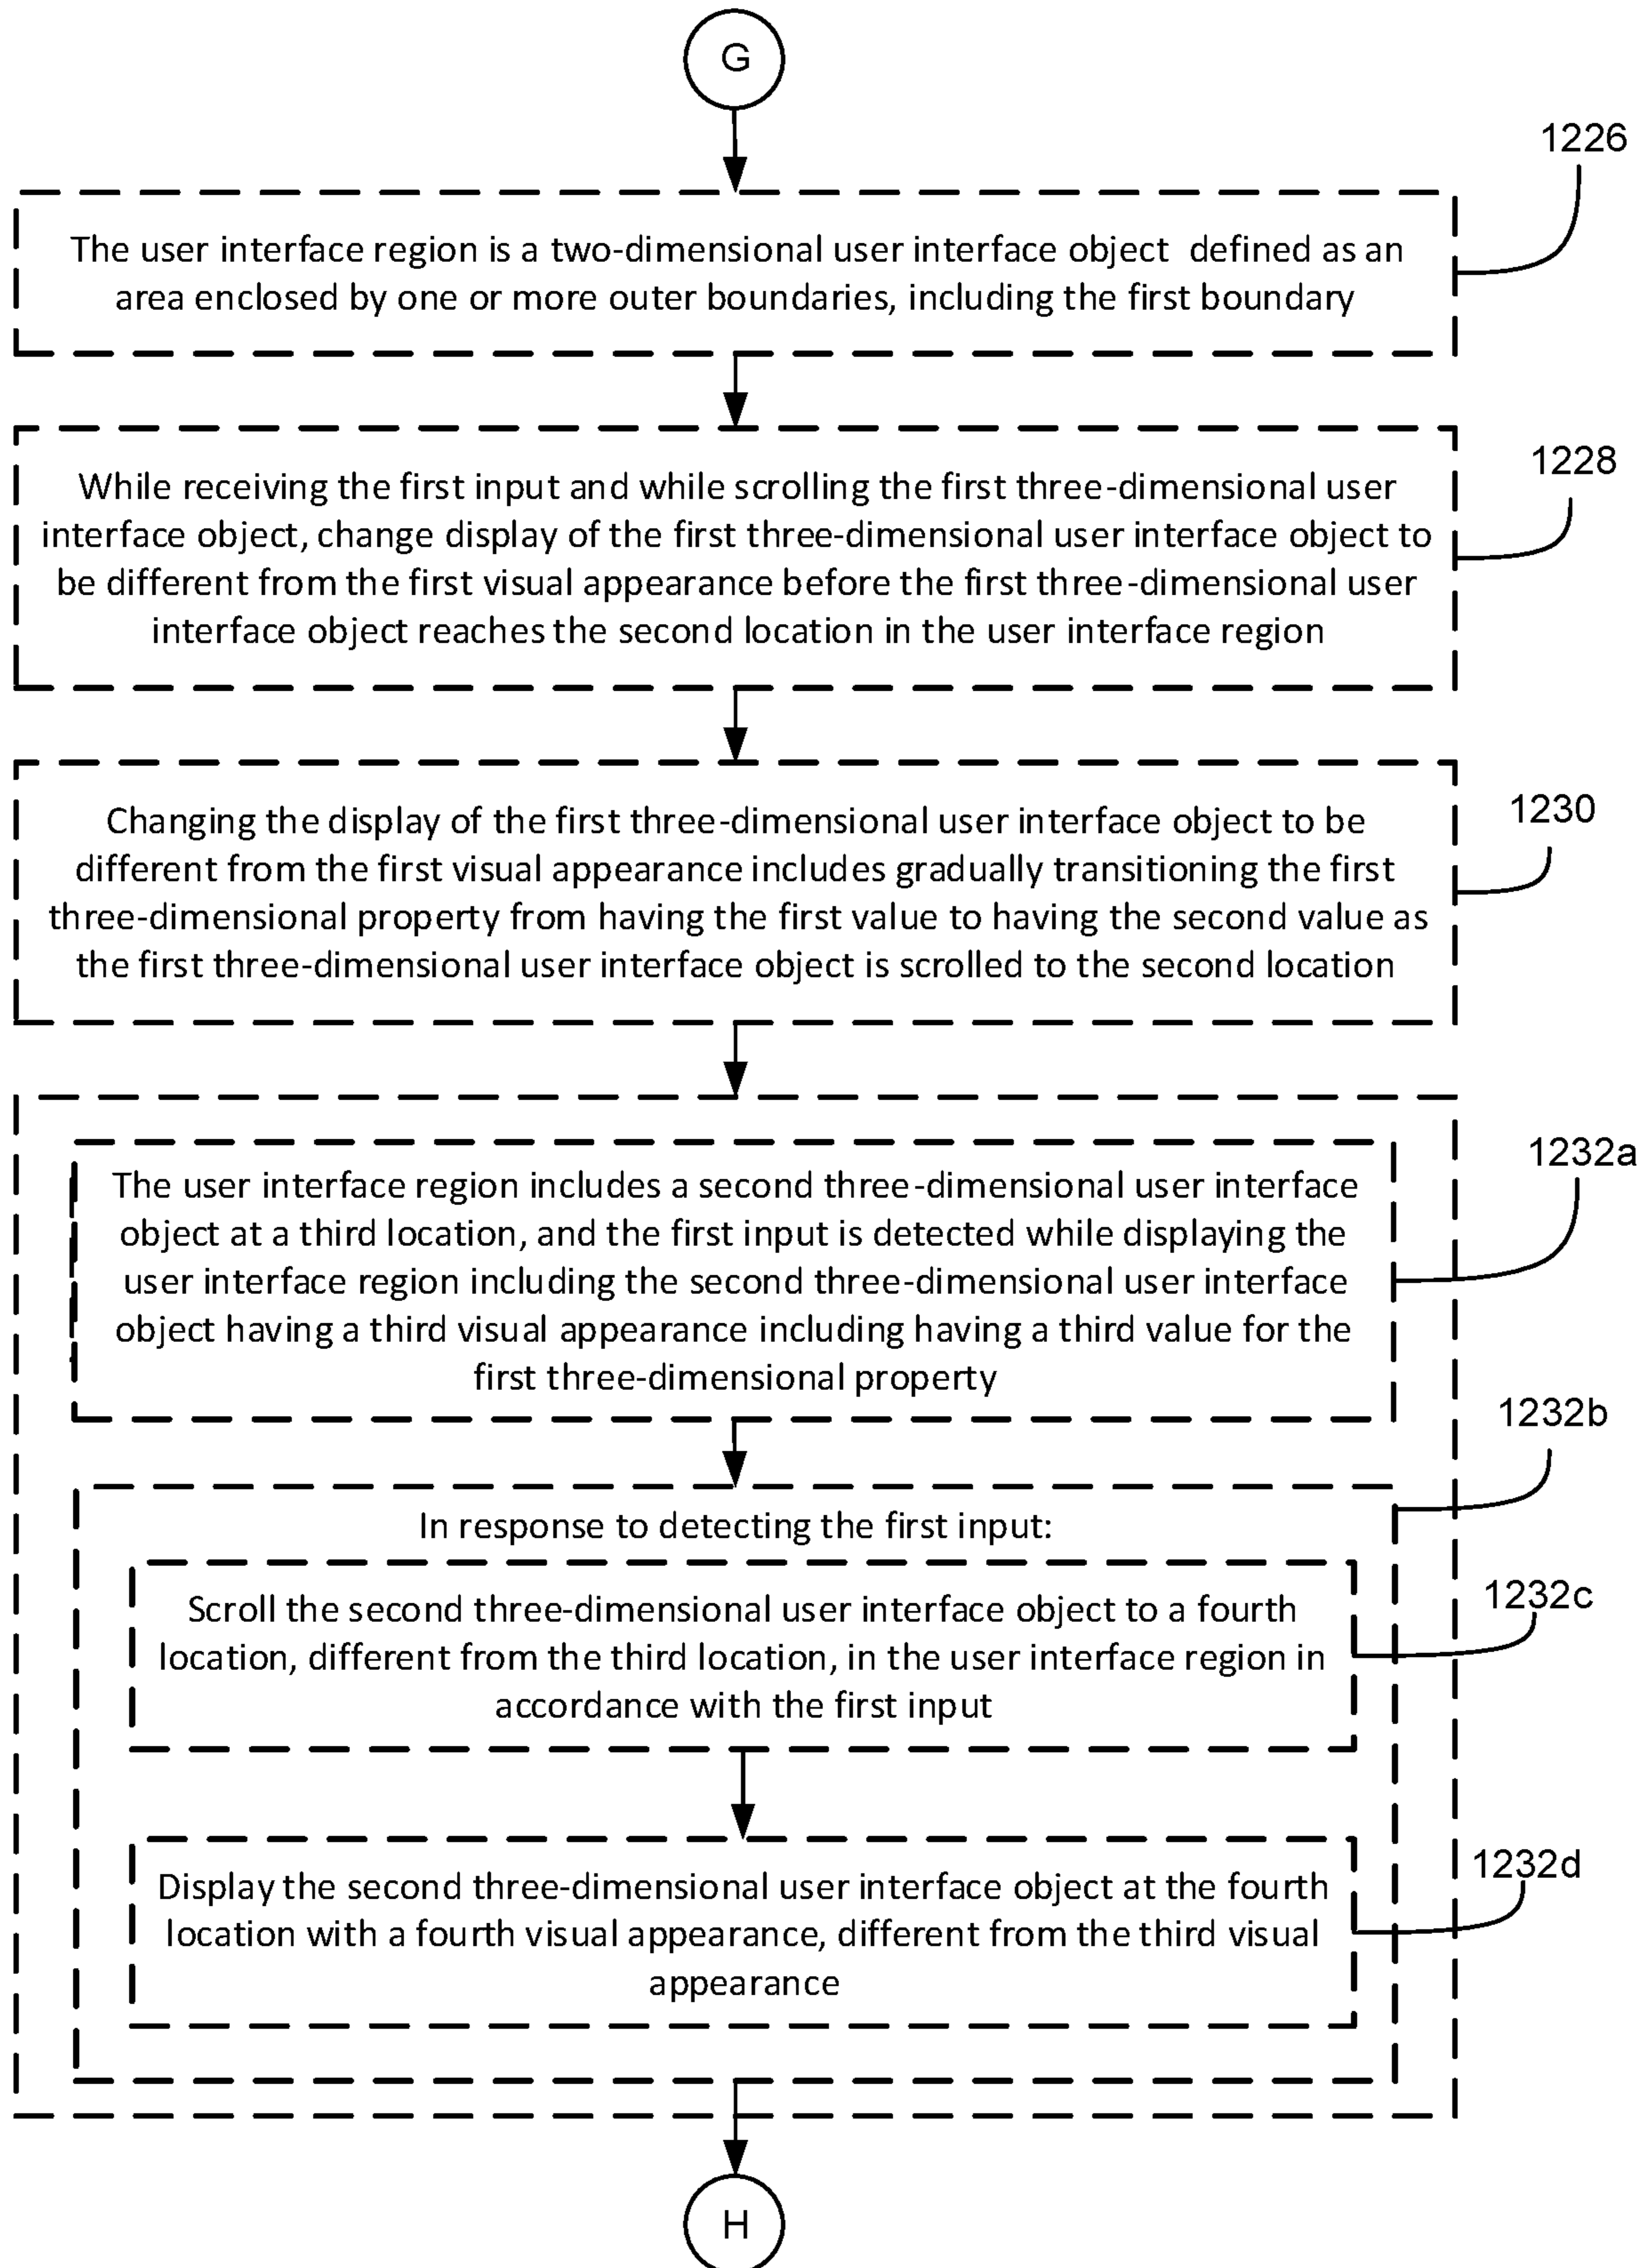 G
1226
The user interface region is a two-dimensional user interface object defined as an
area enclosed by one or more outer boundaries, including the first boundary
1228
While receiving the first input and while scrolling the first three-dimensional user
interface object, change display of the first three-dimensional user interface object to
be different from the first visual appearance before the first three-dimensional user
interface object reaches the second location in the user interface region
1230
Changing the display of the first three-dimensional user interface object to be
different from the first visual appearance includes gradually transitioning the first
three-dimensional property from having the first value to having the second value as
the first three-dimensional user interface object is scrolled to the second location
1232a
The user interface region includes a second three-dimensional user interface
object at a third location, and the first input is detected while displaying the
user interface region including the second three-dimensional user interface
object having a third visual appearance including having a third value for the
first three-dimensional property
1232b
In response to detecting the first input:
1232c
Scroll the second three-dimensional user interface object to a fourth
location, different from the third location, in the user interface region in
accordance with the first input
1232d
Display the second three-dimensional user interface object at the fourth
location with a fourth visual appearance, different from the third visual
appearance
H